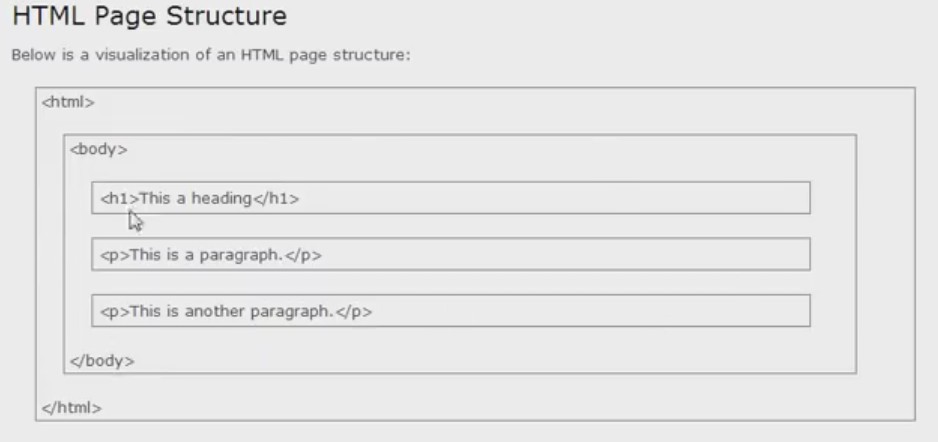 HTML Page Structure
Below is a visualization of an HTML page structure:
<html>
<body>
<h1>This a heading</h1>
<p>This is a paragraph.</p>
<p>This is another paragraph.</p>
</body>
</html>